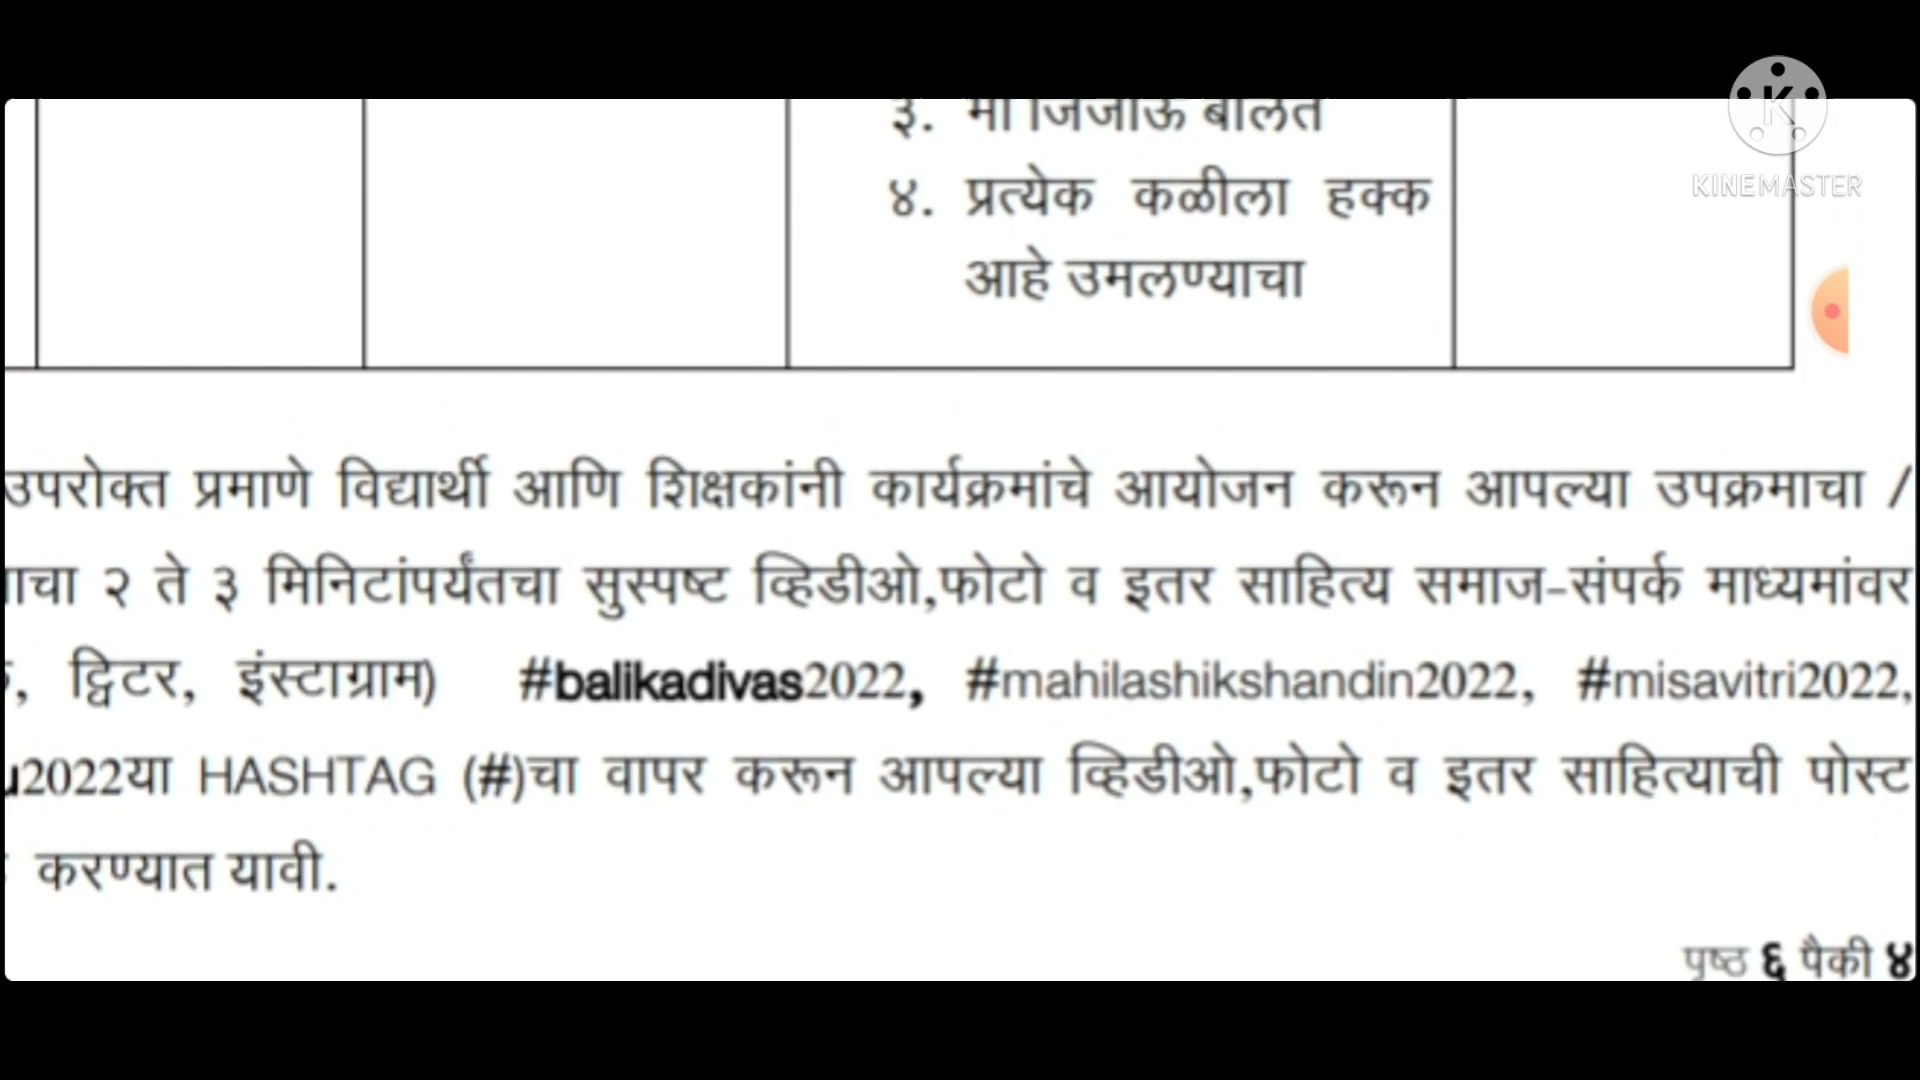 ३. मी जिजाऊ बोलते
४. प्रत्येक कळीला हक्क
आहे उमलण्याचा
KINEMASTER
उपरोक्त प्रमाणे विद्यार्थी आणि शिक्षकांनी कार्यक्रमांचे आयोजन करून आपल्या उपक्रमाचा /
२ ते ३ मिनिटांपर्यंतचा सुस्पष्ट व्हिडीओ,फोटो व इतर साहित्य समाज-संपर्क माध्यमांवर
, ट्विटर, इंस्टाग्राम) #balikadivas2022, #mahilashikshandin2022, #misavitri2022,
2022या HASHTAG (#)चा वापर करून आपल्या व्हिडीओ,फोटो व इतर साहित्याची पोस्ट
करण्यात यावी.
पृष्ठ ६ पैकी ४